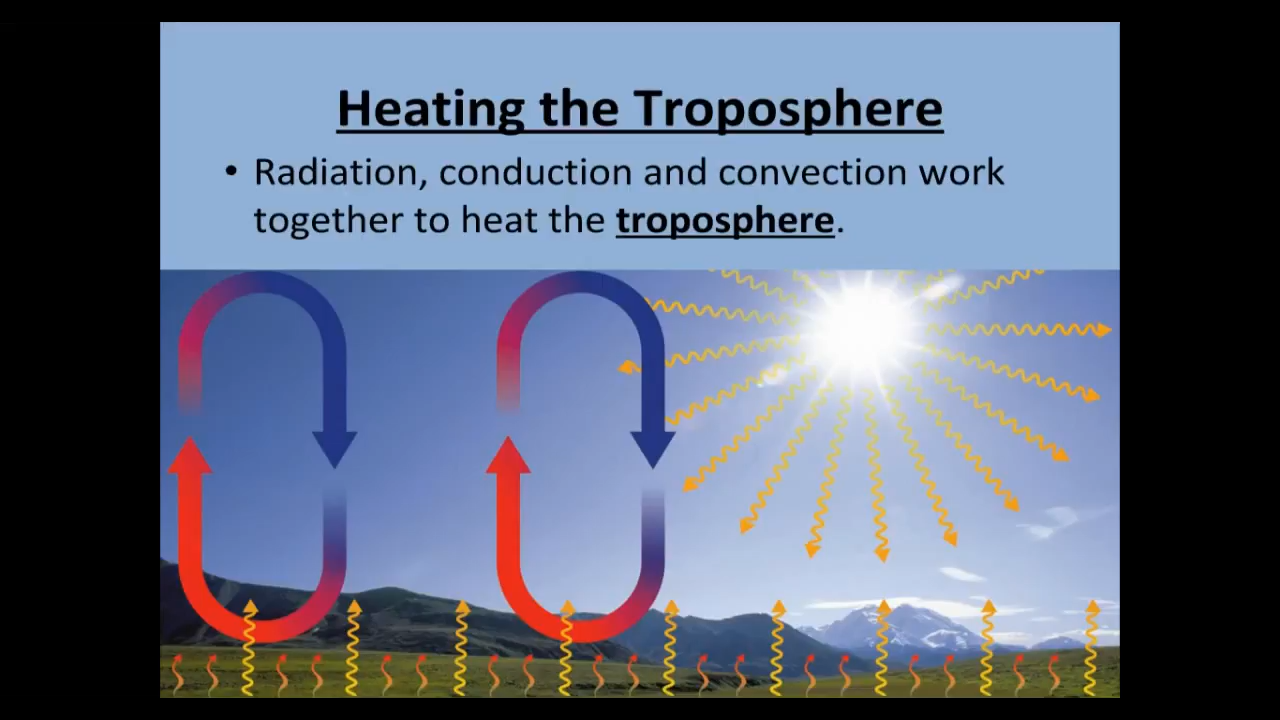 Heating the Troposphere
• Radiation, conduction and convection work
together to heat the troposphere.